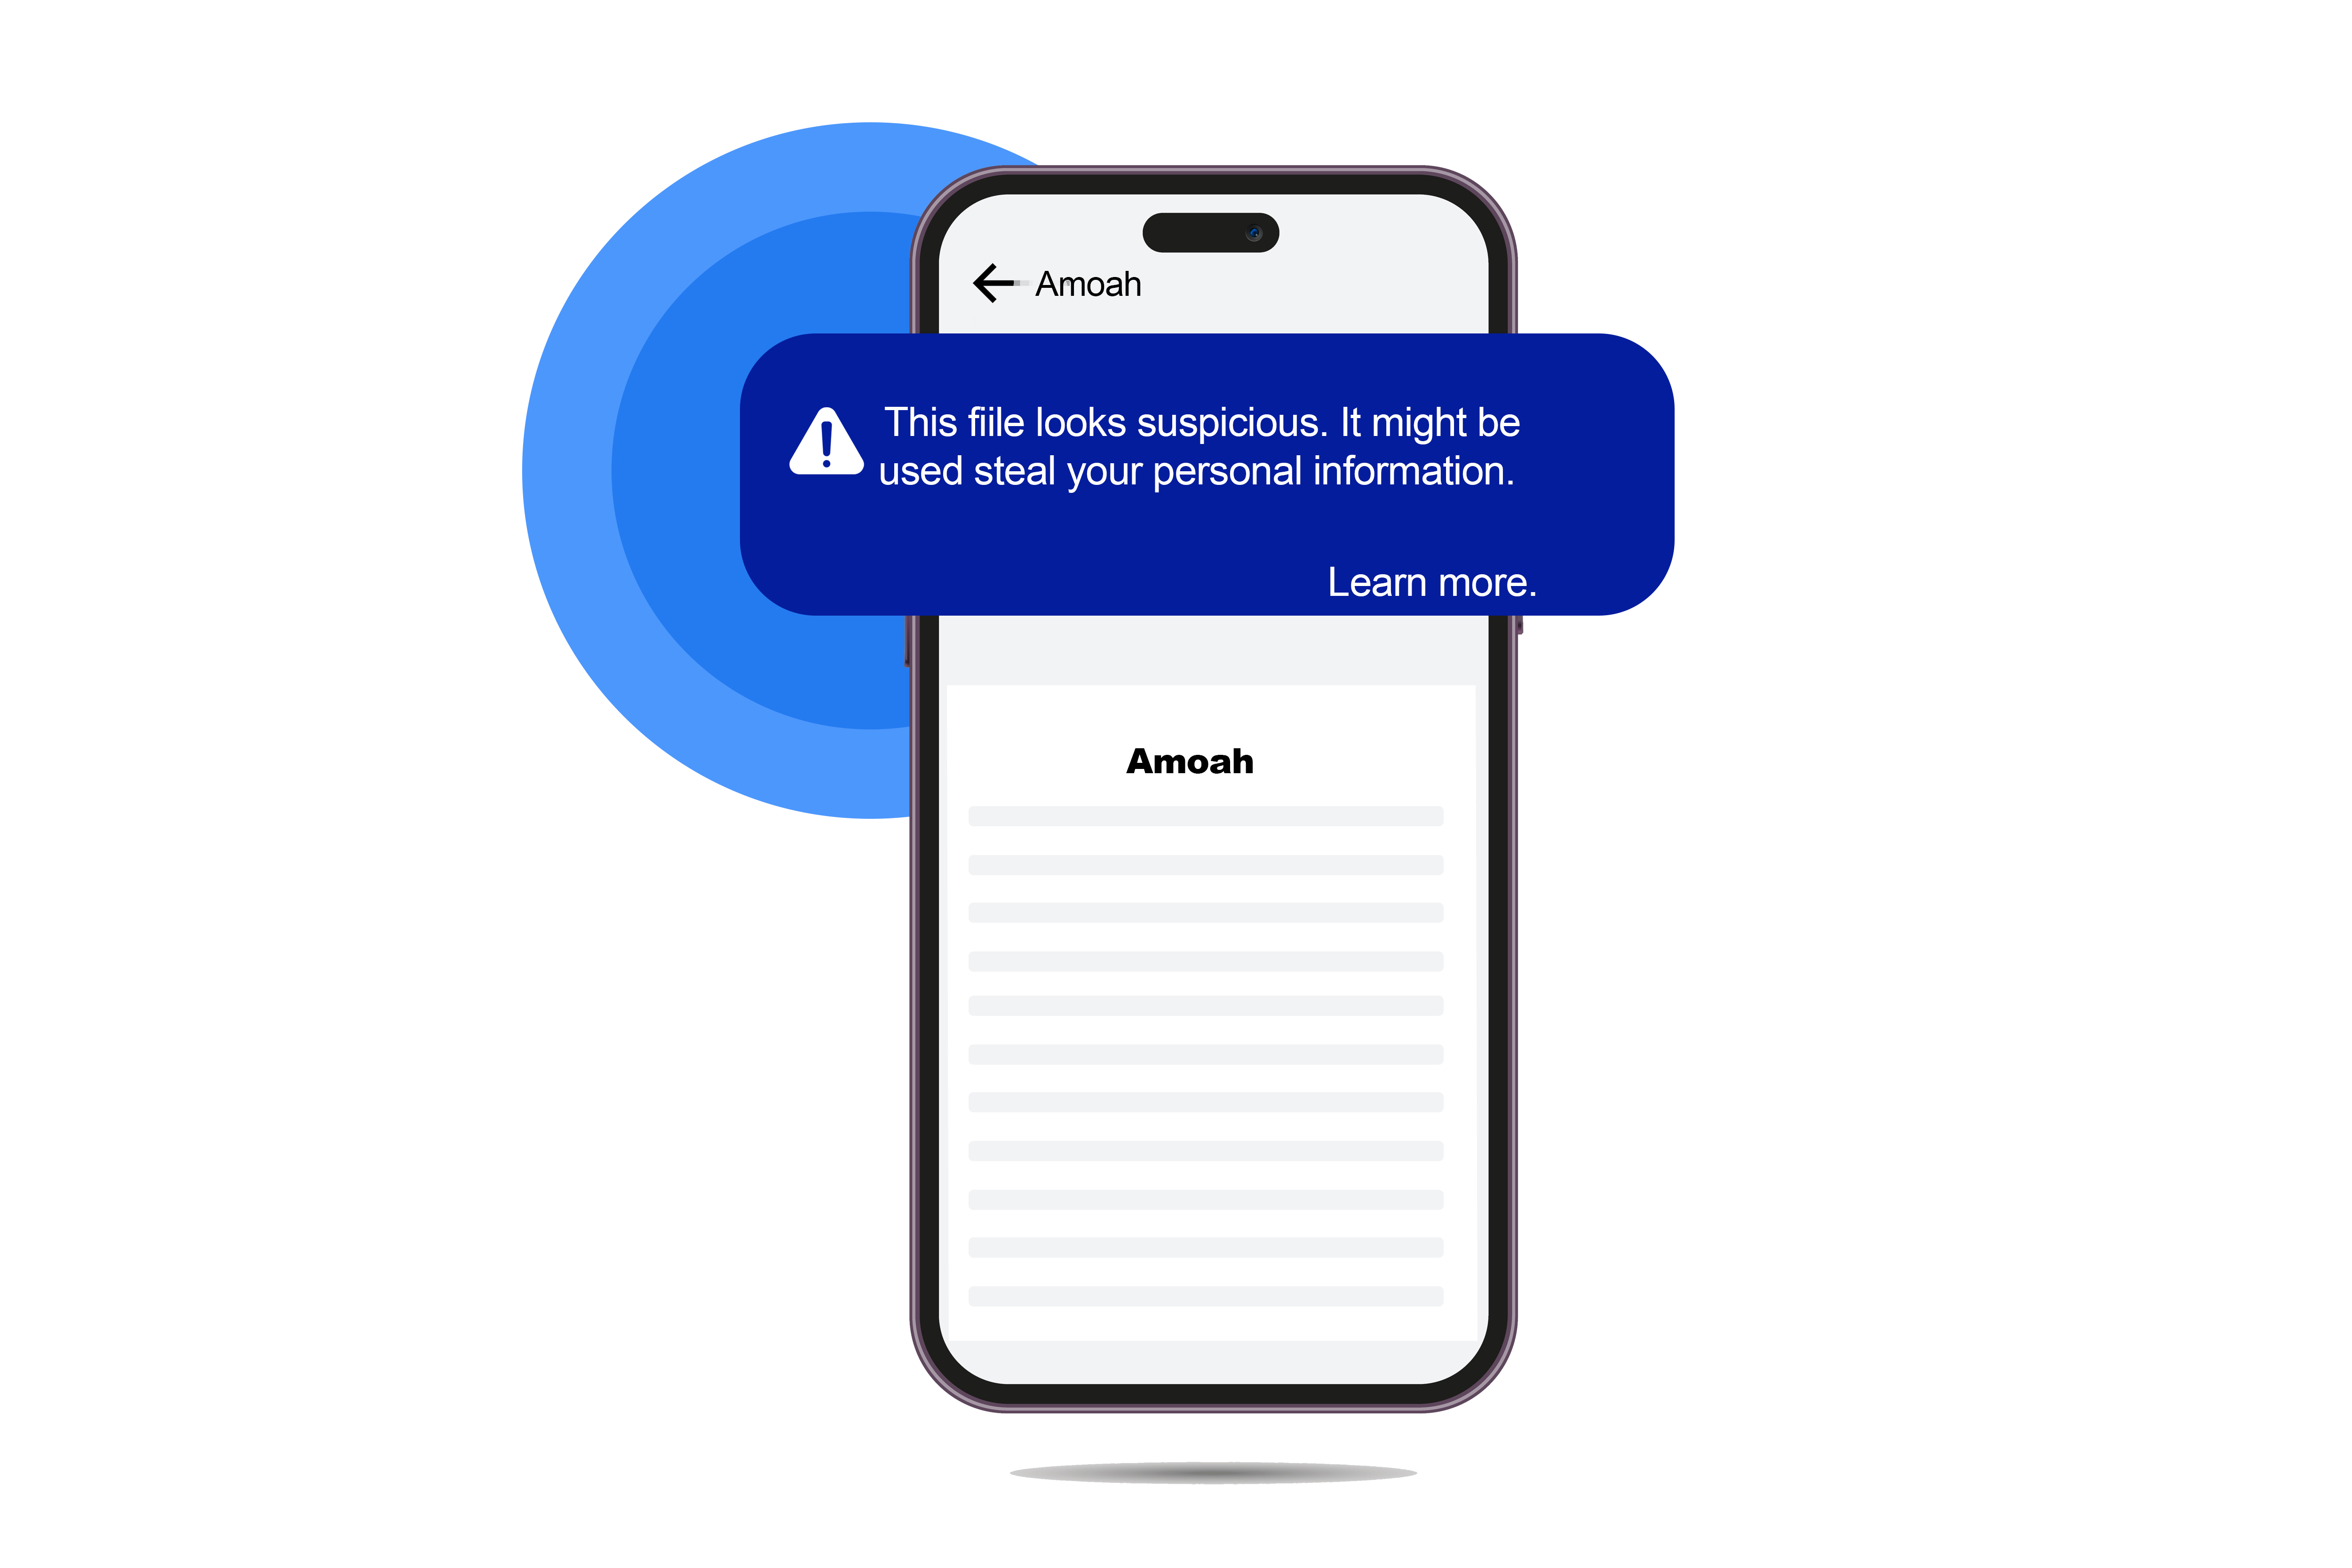 Amoah
This fiile looks suspicious. It might be
used steal your personal information.
Learn more.
Amoah